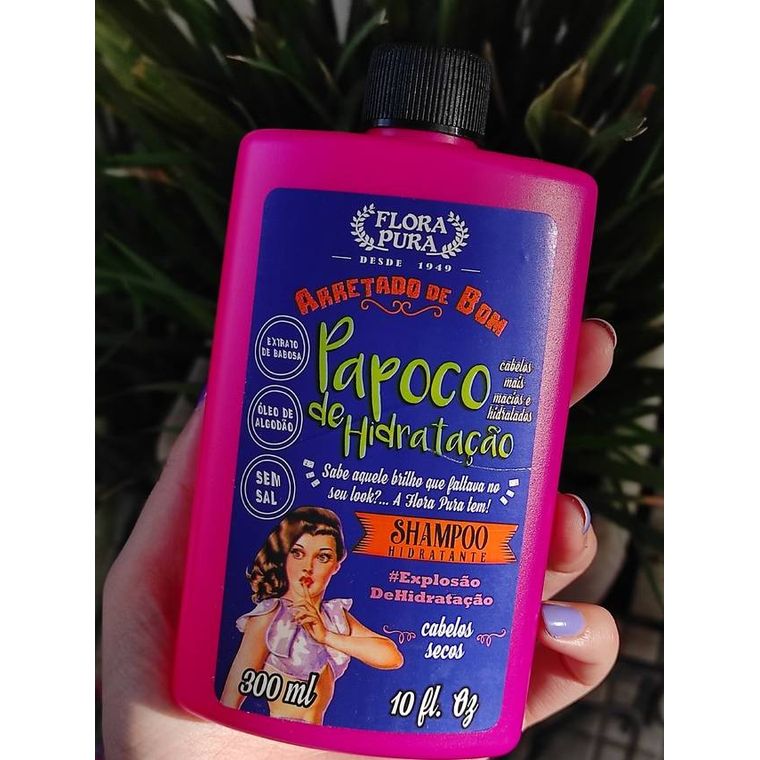 FLORA
PURA
DESDE 1949
ARRETADO DE BOM
EXTRATO
DE BABOSA
Papoco
de Hidratação
cabelos
mais
macios e
hidratados
ÓLEO DE
ALGODÃO
SEM
SAL
Sabe aquele brilho que faltava no
seu look?... A Flora Pura tem!
SHAMPOO
HIDRATANTE
#Explosão
DeHidratação
cabelos
secos
300 ml
10 fl. Oz